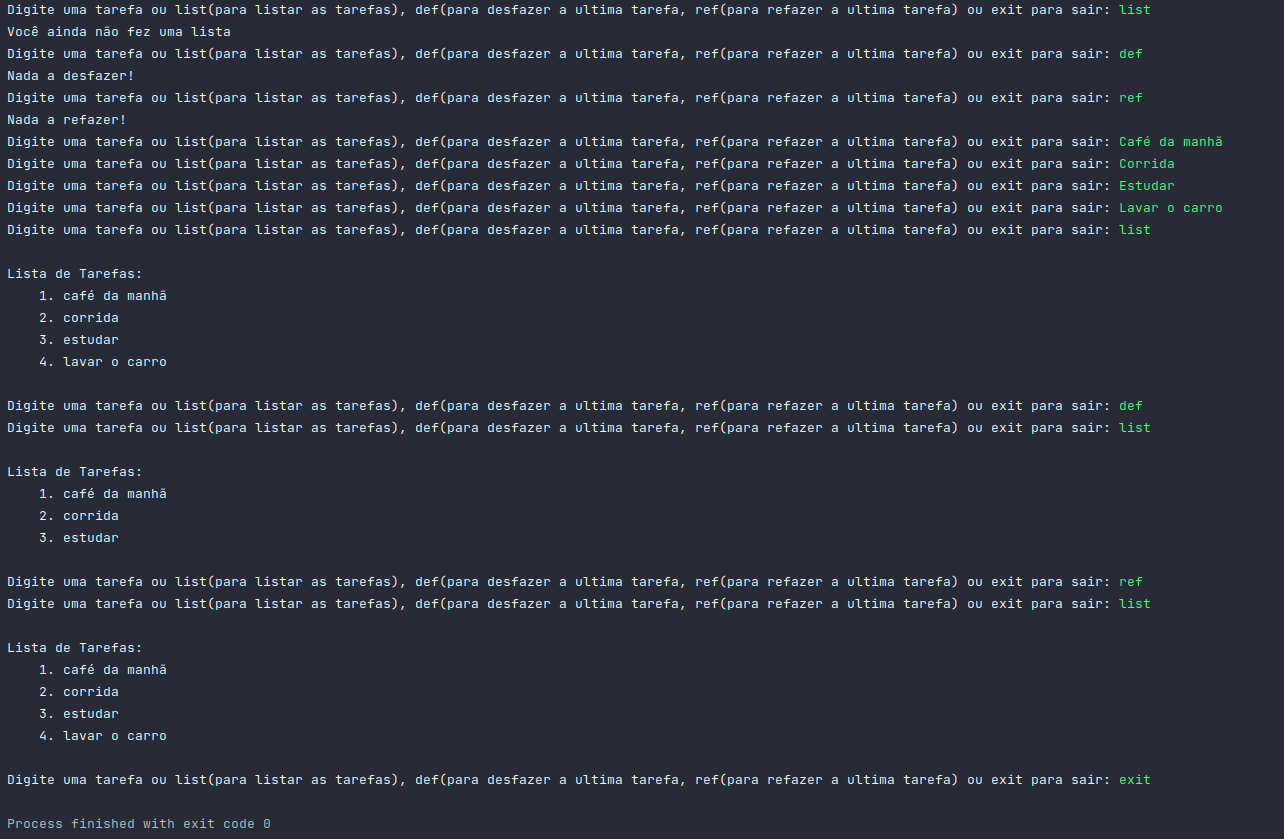 Digite uma tarefa ou list(para listar as tarefas), def(para desfazer a ultima tarefa, ref(para refazer a ultima tarefa) ou exit para sair: list
Você ainda não fez uma lista
Digite uma tarefa ou list(para listar as tarefas), def(para desfazer a ultima tarefa, ref(para refazer a ultima tarefa) ou exit para sair: def
Nada a desfazer!
Digite uma tarefa ou list(para listar as tarefas), def(para desfazer a ultima tarefa, ref(para refazer a ultima tarefa) ou exit para sair: ref
Nada a refazer!
Digite uma tarefa ou list(para listar as tarefas), def(para desfazer a ultima tarefa, ref(para refazer a ultima tarefa) ou exit para sair: Café da manhã
Digite uma tarefa ou list(para listar as tarefas), def(para desfazer a ultima tarefa, ref(para refazer a ultima tarefa) ou exit para sair: Corrida
Digite uma tarefa ou list(para listar as tarefas), def(para desfazer a ultima tarefa, ref(para refazer a ultima tarefa) ou exit para sair: Estudar
Digite uma tarefa ou list(para listar as tarefas), def(para desfazer a ultima tarefa, ref(para refazer a ultima tarefa) ou exit para sair: Lavar o carro
Digite uma tarefa ou list(para listar as tarefas), def(para desfazer a ultima tarefa, ref(para refazer a ultima tarefa) ou exit para sair: list

Lista de Tarefas:
    1. café da manhã
    2. corrida
    3. estudar
    4. lavar o carro

Digite uma tarefa ou list(para listar as tarefas), def(para desfazer a ultima tarefa, ref(para refazer a ultima tarefa) ou exit para sair: def
Digite uma tarefa ou list(para listar as tarefas), def(para desfazer a ultima tarefa, ref(para refazer a ultima tarefa) ou exit para sair: list

Lista de Tarefas:
    1. café da manhã
    2. corrida
    3. estudar

Digite uma tarefa ou list(para listar as tarefas), def(para desfazer a ultima tarefa, ref(para refazer a ultima tarefa) ou exit para sair: ref
Digite uma tarefa ou list(para listar as tarefas), def(para desfazer a ultima tarefa, ref(para refazer a ultima tarefa) ou exit para sair: list

Lista de Tarefas:
    1. café da manhã
    2. corrida
    3. estudar
    4. lavar o carro

Digite uma tarefa ou list(para listar as tarefas), def(para desfazer a ultima tarefa, ref(para refazer a ultima tarefa) ou exit para sair: exit

Process finished with exit code 0